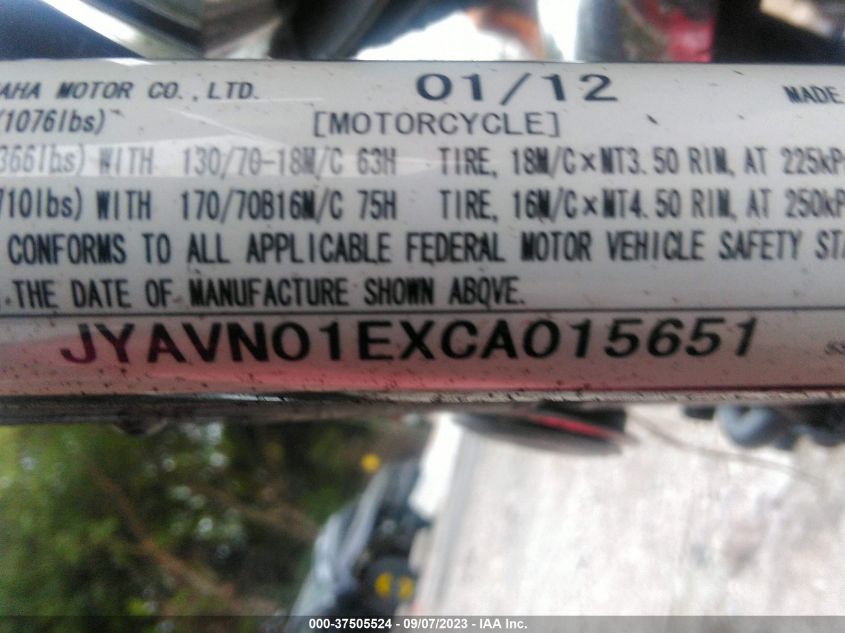 AHA MOTOR CO.,LTD. 01/12 MADE
(1076lbs) [MOTORCYCLE]
366lbs) WITH 130/70-18M/C 63H TIRE, 18M/C×MT3.50 RIM, AT 225kP
710lbs) WITH 170/70B16M/C 75H TIRE, 16M/C×MT4.50 RIM, AT 250kP
CONFORMS TO ALL APPLICABLE FEDERAL MOTOR VEHICLE SAFETY STA
THE DATE OF MANUFACTURE SHOWN ABOVE.
JYAVN01EXCA015651
000-37505524 - 09/07/2023 - IAA Inc.